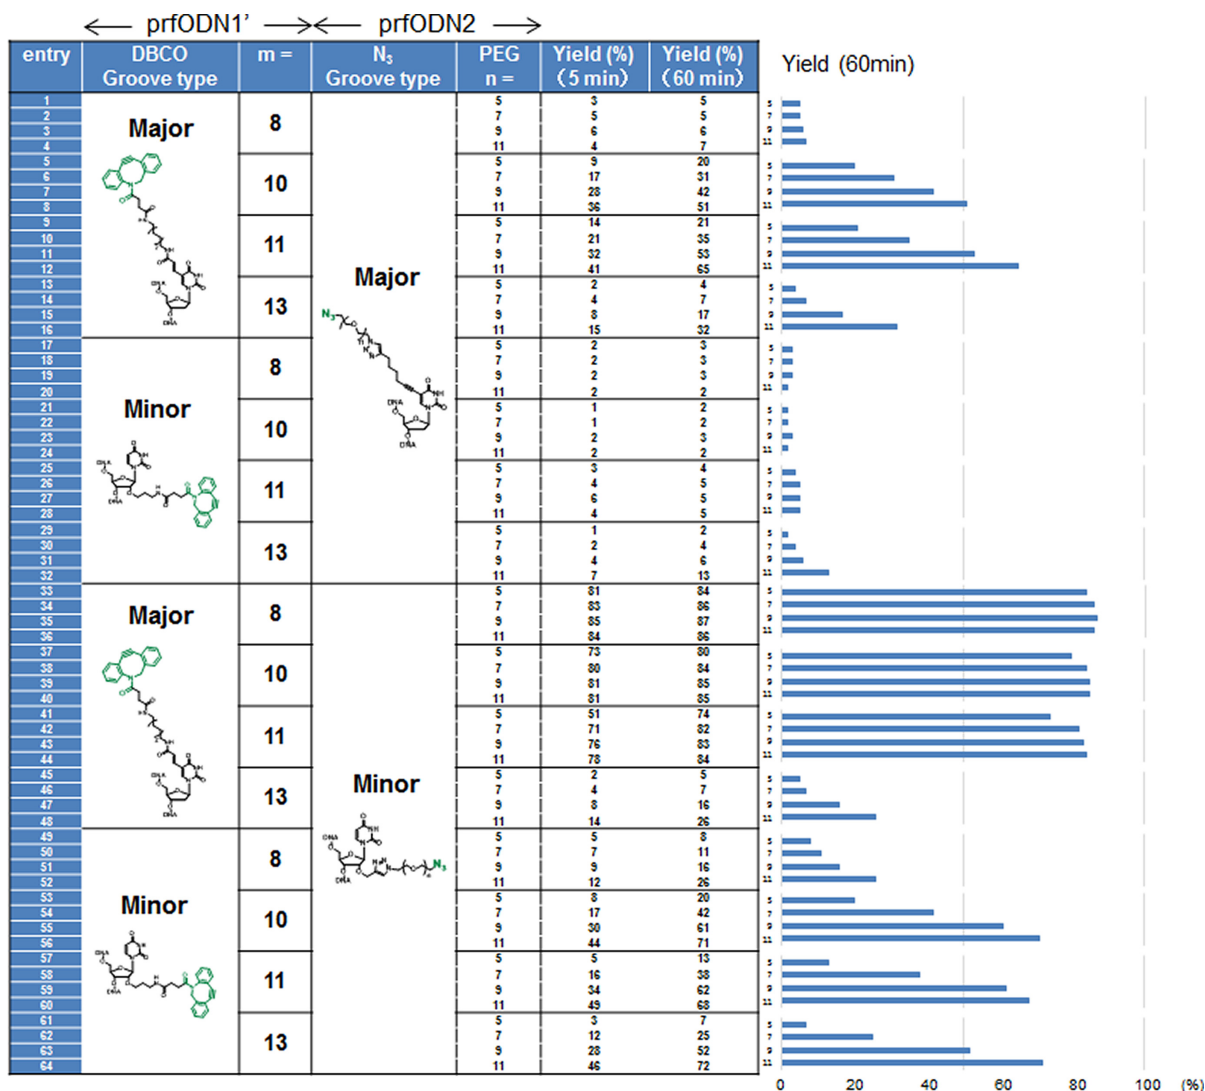 prfODN1' prfODN2
entry DBCO Groove type m = N3 Groove type PEG n = Yield (%) (5 min) Yield (%) (60 min)
Yield (60min)
Major
Minor
Major
Minor
8
10
11
13
8
10
11
13
8
10
11
13
8
10
11
13
Major
N3
Minor
N3
1 5 3 5
2 7 5 5
3 9 6 6
4 11 4 7
5 5 9 20
6 7 17 31
7 9 28 42
8 11 36 51
9 5 14 21
10 7 21 35
11 9 32 53
12 11 41 65
13 5 2 4
14 7 4 7
15 9 8 17
16 11 15 32
17 5 2 3
18 7 2 3
19 9 2 3
20 11 2 2
21 5 1 2
22 7 1 2
23 9 2 3
24 11 2 2
25 5 3 4
26 7 4 5
27 9 6 5
28 11 4 5
29 5 1 2
30 7 2 4
31 9 4 6
32 11 7 13
33 5 81 84
34 7 83 86
35 9 85 87
36 11 84 86
37 5 73 80
38 7 80 84
39 9 81 85
40 11 81 85
41 5 51 74
42 7 71 82
43 9 76 83
44 11 78 84
45 5 2 5
46 7 4 7
47 9 8 16
48 11 14 26
49 5 5 8
50 7 7 11
51 9 9 16
52 11 12 26
53 5 8 20
54 7 17 42
55 9 30 61
56 11 44 71
57 5 5 13
58 7 16 38
59 9 34 62
60 11 49 68
61 5 3 7
62 7 12 25
63 9 28 52
64 11 46 72
0 20 40 60 80 100 (%)